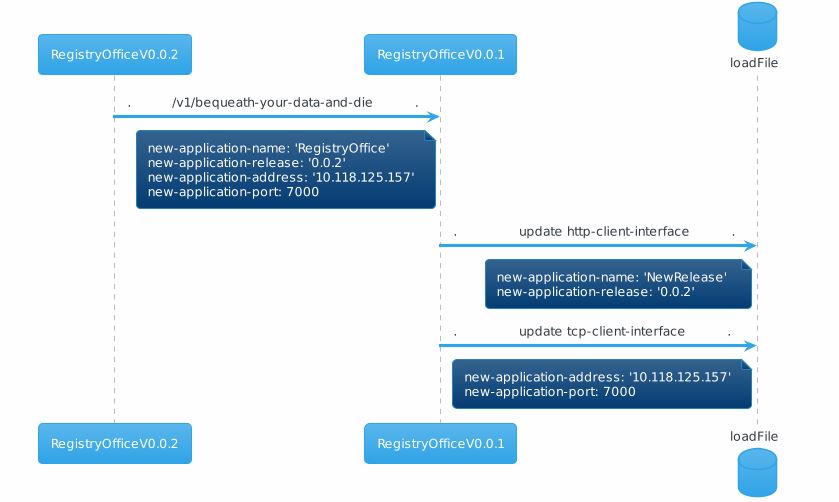 loadFile
RegistryOfficeV0.0.2
RegistryOfficeV0.0.1
. /v1/bequeath-your-data-and-die .
new-application-name: 'RegistryOffice'
new-application-release: '0.0.2'
new-application-address: '10.118.125.157'
new-application-port: 7000
. update http-client-interface .
new-application-name: 'NewRelease'
new-application-release: '0.0.2'
. update tcp-client-interface .
new-application-address: '10.118.125.157'
new-application-port: 7000
RegistryOfficeV0.0.2
RegistryOfficeV0.0.1
loadFile